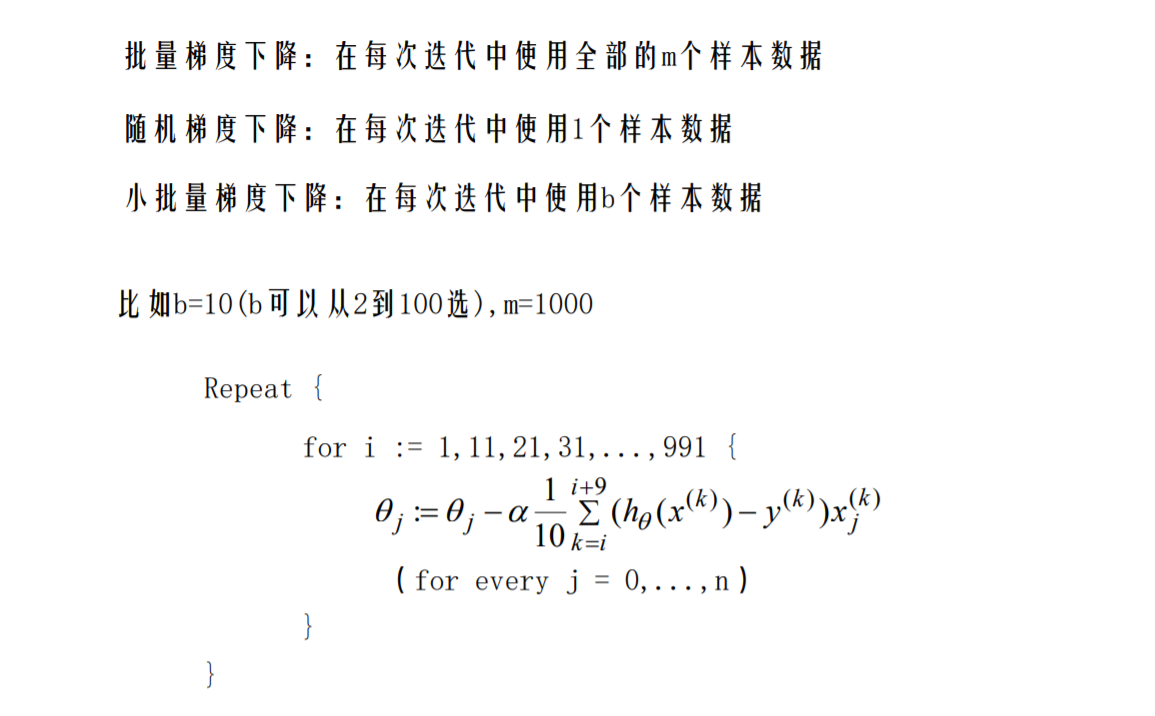 批量梯度下降：在每次迭代中使用全部的m个样本数据
随机梯度下降：在每次迭代中使用1个样本数据
小批量梯度下降：在每次迭代中使用b个样本数据
比如b=10(b可以从2到100选),m=1000
Repeat {
for i := 1,11,21,31,...,991 {
θ_j := θ_j − α \frac{1}{10} \sum_{k=i}^{i+9} (h_θ(x^{(k)}) − y^{(k)})x_j^{(k)}
(for every j = 0,...,n)
}
}